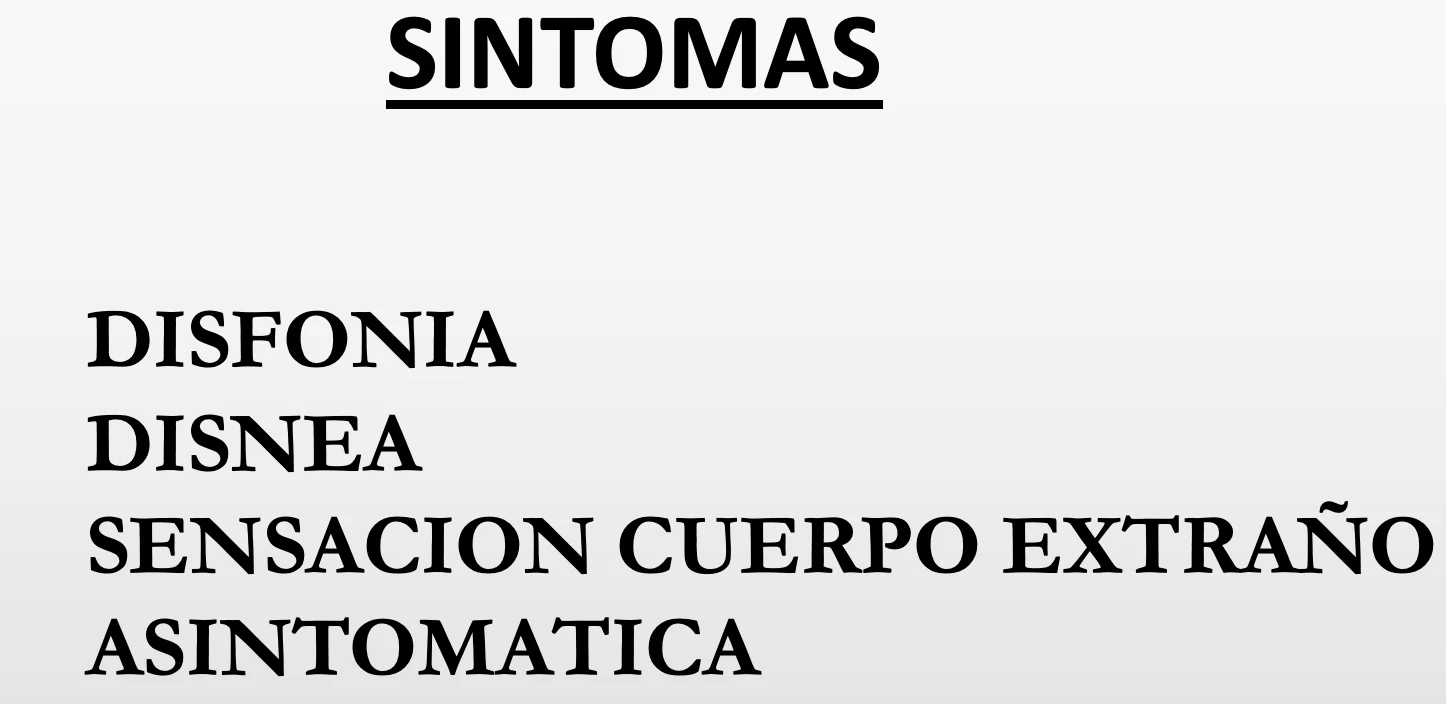 SINTOMAS
DISFONIA
DISNEA
SENSACION CUERPO EXTRAÑO
ASINTOMATICA